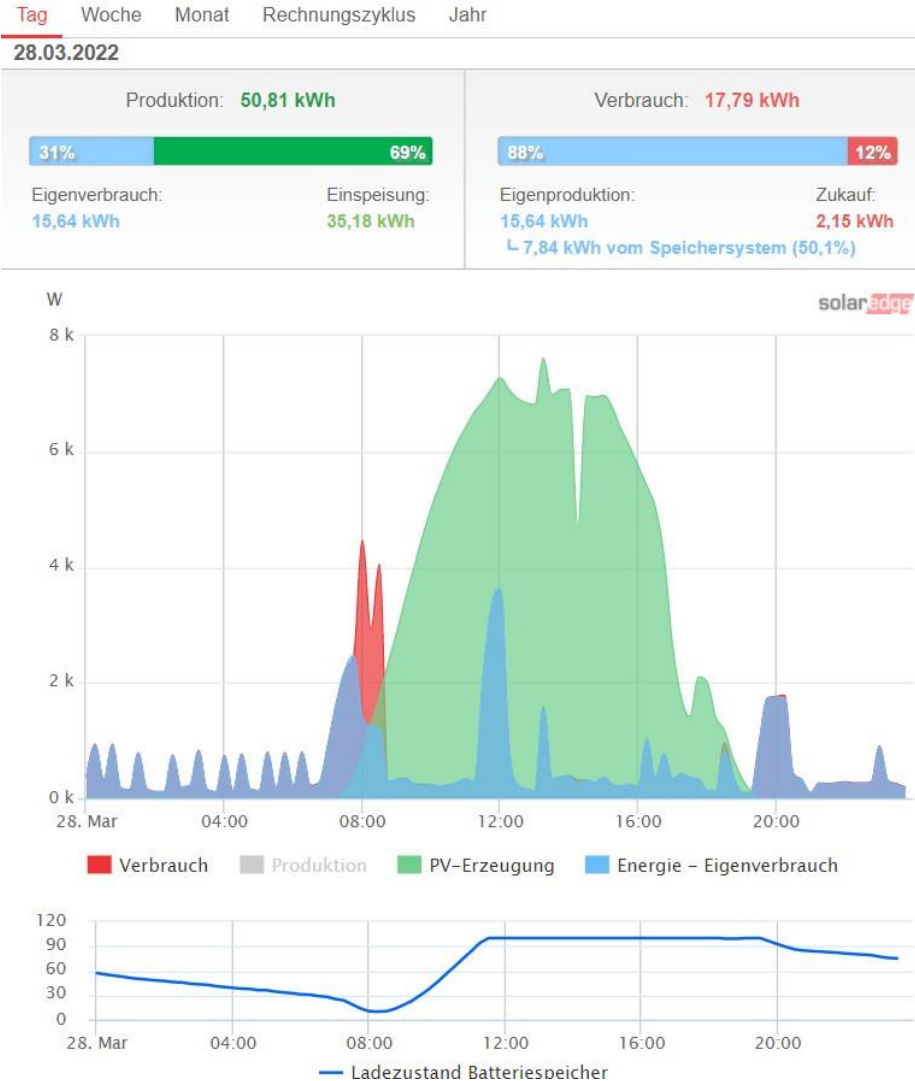 Tag Woche Monat Rechnungszyklus Jahr
28.03.2022
Produktion: 50,81 kWh
31% 69%
Eigenverbrauch: Einspeisung:
15,64 kWh 35,18 kWh
Verbrauch: 17,79 kWh
88% 12%
Eigenproduktion: Zukauf:
15,64 kWh 2,15 kWh
7,84 kWh vom Speichersystem (50,1%)
W
solaredge
8 k
6 k
4 k
2 k
0 k
28. Mar 04:00 08:00 12:00 16:00 20:00
Verbrauch Produktion PV-Erzeugung Energie - Eigenverbrauch
120
90
60
30
0
28. Mar 04:00 08:00 12:00 16:00 20:00
Ladezustand Batteriespeicher